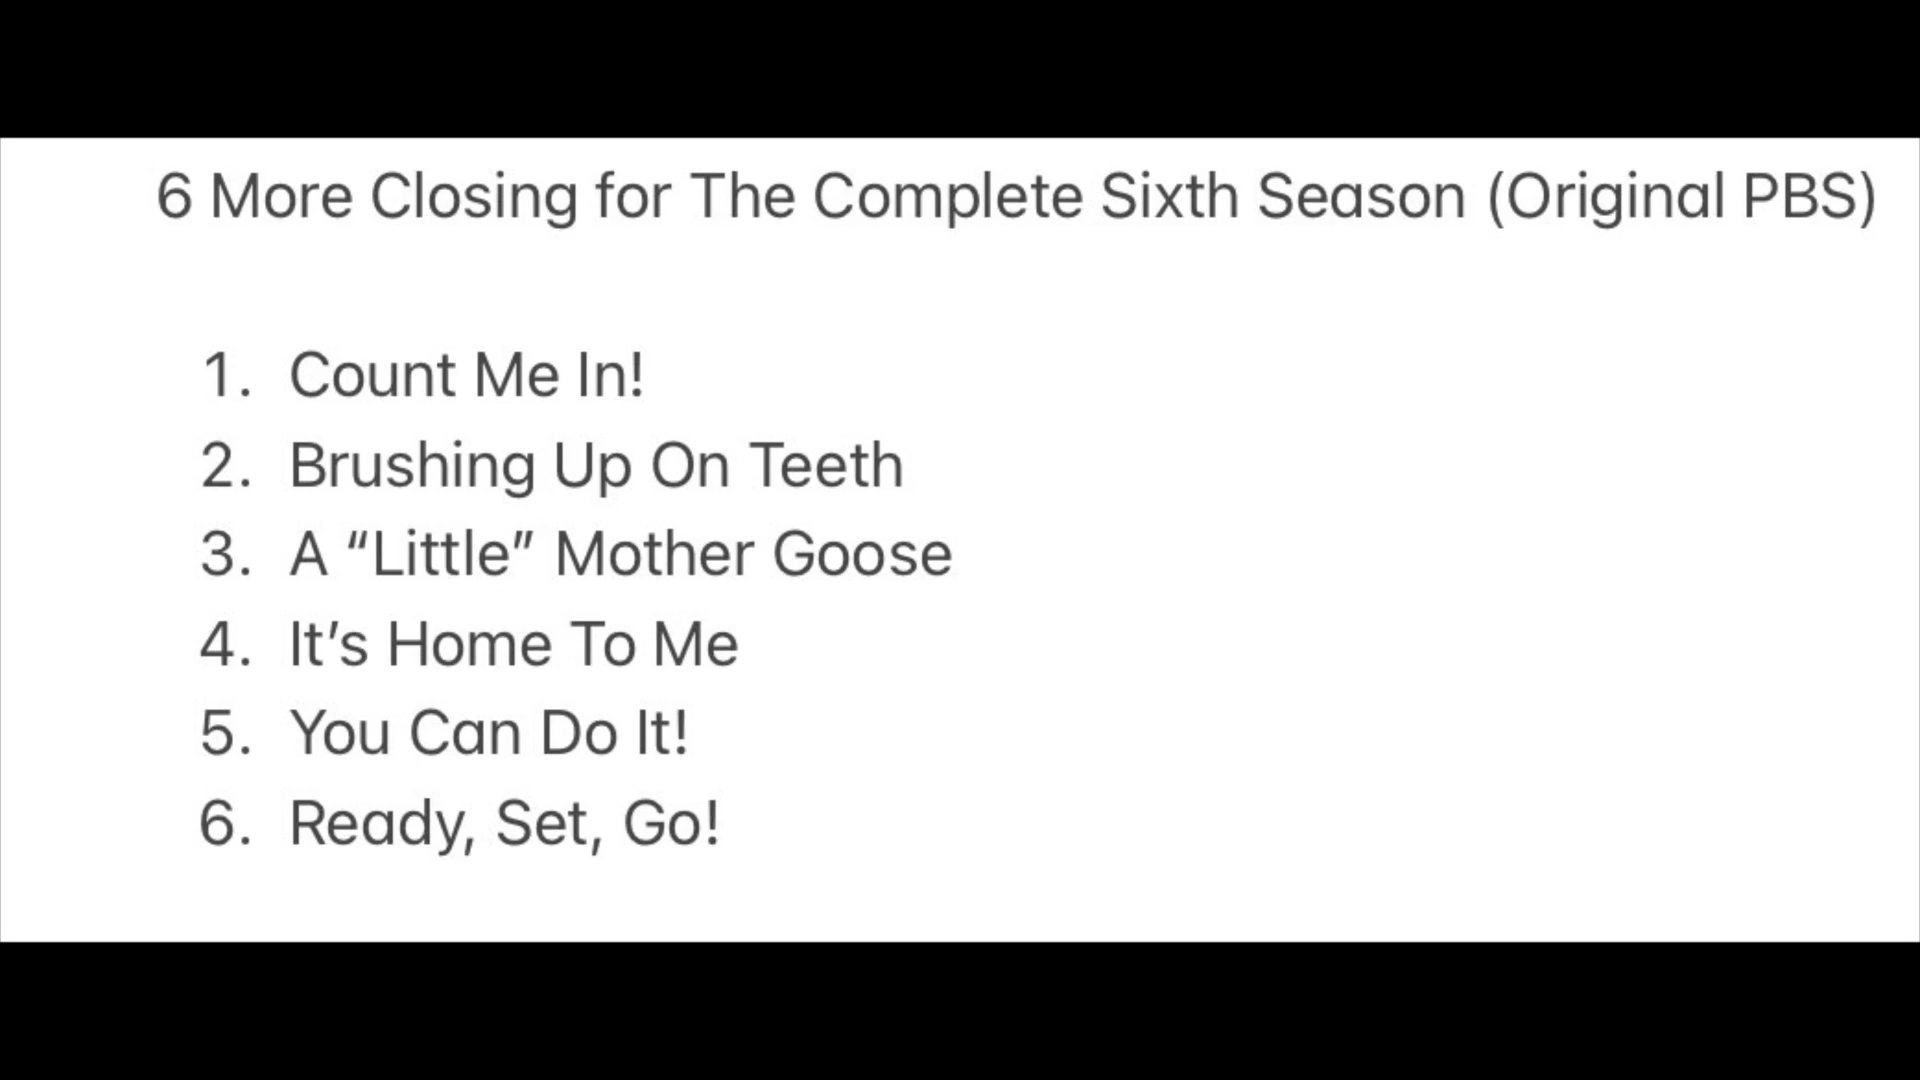 6 More Closing for The Complete Sixth Season (Original PBS)
1. Count Me In!
2. Brushing Up On Teeth
3. A “Little” Mother Goose
4. It’s Home To Me
5. You Can Do It!
6. Ready, Set, Go!